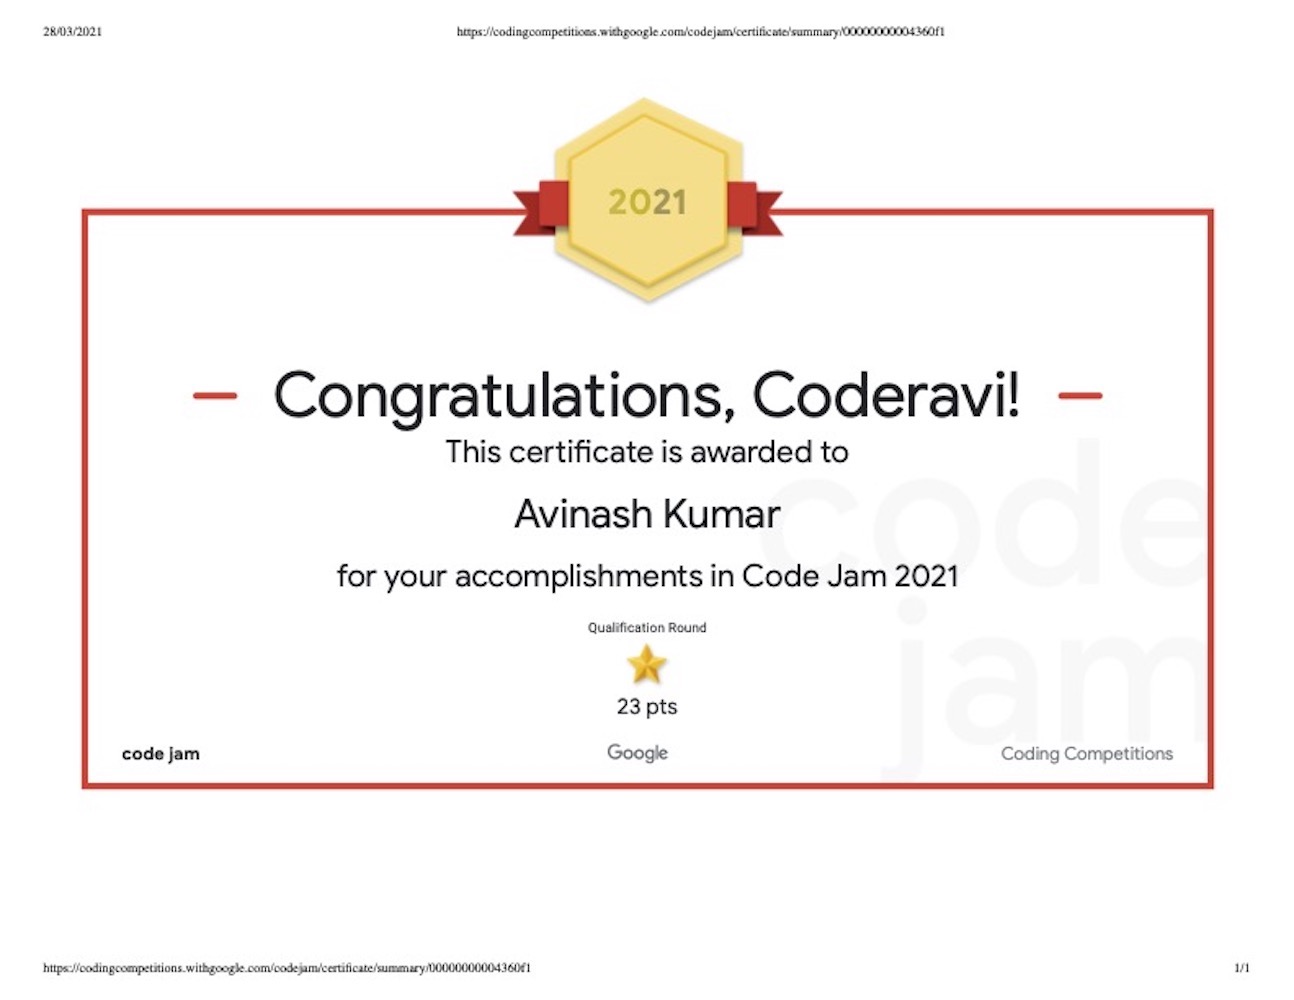 28/03/2021
https://codingcompetitions.withgoogle.com/codejam/certificate/summary/00000000004360f1
2021
Congratulations, Coderavi!
This certificate is awarded to
Avinash Kumar
for your accomplishments in Code Jam 2021
Qualification Round
23 pts
code jam
Google
Coding Competitions
code
jam
https://codingcompetitions.withgoogle.com/codejam/certificate/summary/00000000004360f1
1/1